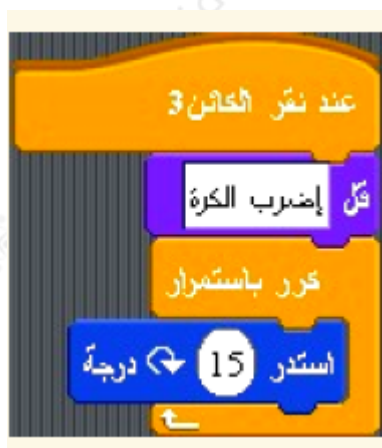 عند نقر الكائن3
قل إضرب الكرة
كرر باستمرار
استدر 15 درجة